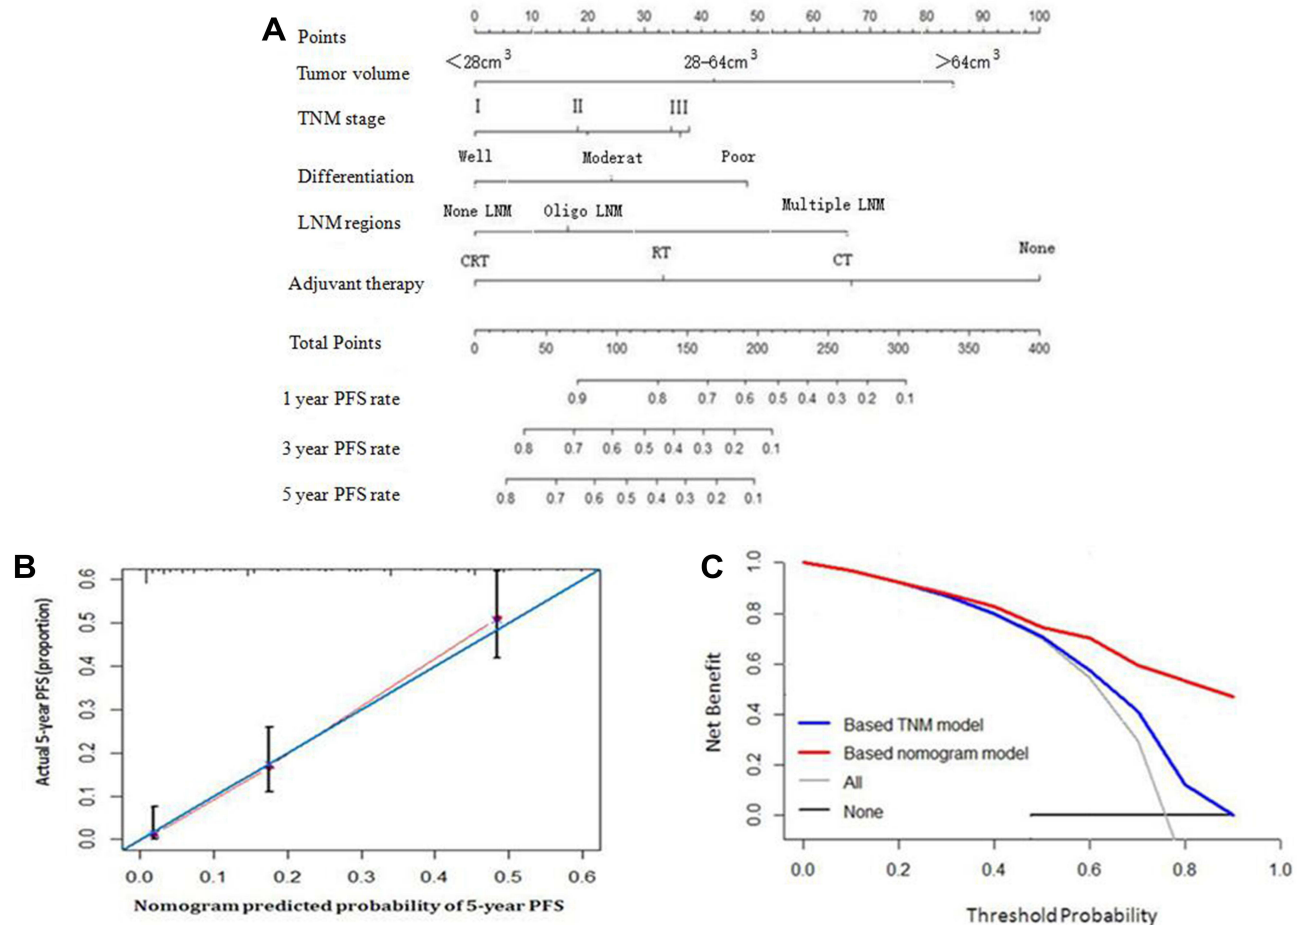 A
0 10 20 30 40 50 60 70 80 90 100
Points
<28cm3 28-64cm3 >64cm3
Tumor volume
I II III
TNM stage
Well Moderat Poor
Differentiation
None LNM Oligo LNM Multiple LNM
LNM regions
CRT RT CT None
Adjuvant therapy
Total Points
0 50 100 150 200 250 300 350 400
1 year PFS rate
0.9 0.8 0.7 0.6 0.5 0.4 0.3 0.2 0.1
3 year PFS rate
0.8 0.7 0.6 0.5 0.4 0.3 0.2 0.1
5 year PFS rate
0.8 0.7 0.6 0.5 0.4 0.3 0.2 0.1
B
Actual 5-year PFS (proportion)
0.6
0.5
0.4
0.3
0.2
0.1
0.0
0.0 0.1 0.2 0.3 0.4 0.5 0.6
Nomogram predicted probability of 5-year PFS
C
Net Benefit
1.0
0.8
0.6
0.4
0.2
0.0
Based TNM model
Based nomogram model
All
None
0.0 0.2 0.4 0.6 0.8 1.0
Threshold Probability